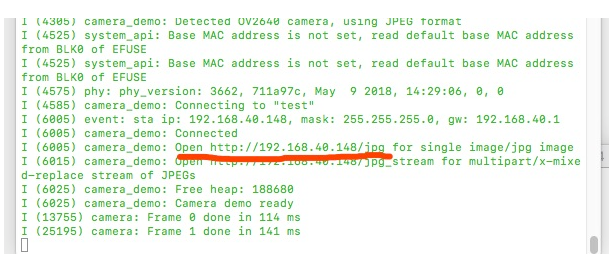 I (4305) camera_demo: Detected OV2640 camera, using JPEG format
I (4525) system_api: Base MAC address is not set, read default base MAC address
from BLK0 of EFUSE
I (4525) system_api: Base MAC address is not set, read default base MAC address
from BLK0 of EFUSE
I (4575) phy: phy_version: 3662, 711a97c, May  9 2018, 14:29:06, 0, 0
I (4585) camera_demo: Connecting to "test"
I (6005) event: sta ip: 192.168.40.148, mask: 255.255.255.0, gw: 192.168.40.1
I (6005) camera_demo: Connected
I (6005) camera_demo: Open http://192.168.40.148/jpg for single image/jpg image
I (6015) camera_demo: Open http://192.168.40.148/jpg_stream for multipart/x-mixe
d-replace stream of JPEGs
I (6025) camera_demo: Free heap: 188680
I (6025) camera_demo: Camera demo ready
I (13755) camera: Frame 0 done in 114 ms
I (25195) camera: Frame 1 done in 141 ms